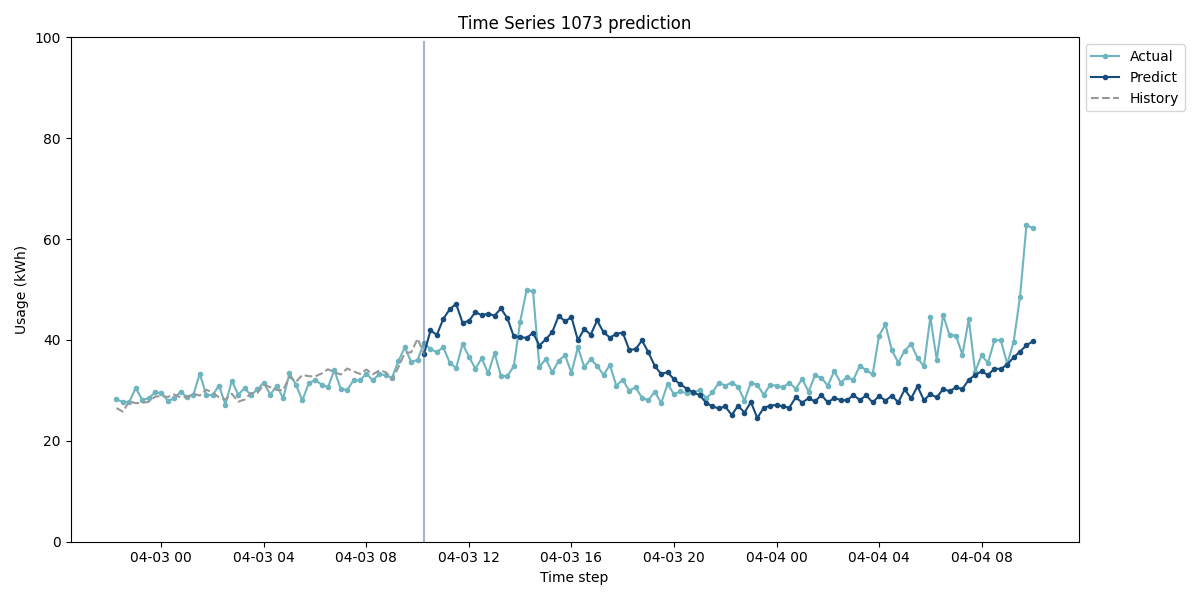 Time Series 1073 prediction
100
80
60
40
20
0
Usage (kWh)
04-03 00
04-03 04
04-03 08
04-03 12
04-03 16
04-03 20
04-04 00
04-04 04
04-04 08
Time step
Actual
Predict
History